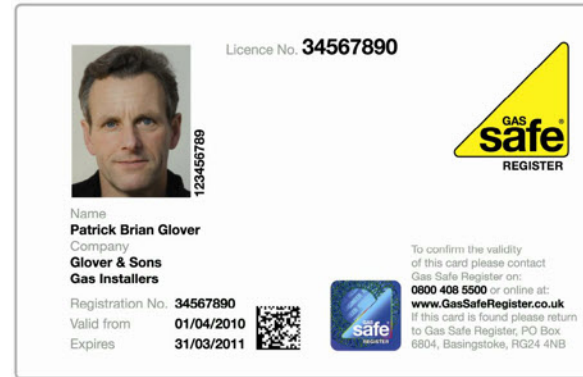 Licence No. 34567890
123456789
GAS
safe®
REGISTER
Name
Patrick Brian Glover
Company
Glover & Sons
Gas Installers
Registration No. 34567890
Valid from 01/04/2010
Expires 31/03/2011
safe
REGISTER
To confirm the validity
of this card please contact
Gas Safe Register on:
0800 408 5500 or online at:
www.GasSafeRegister.co.uk
If this card is found please return
to Gas Safe Register, PO Box
6804, Basingstoke, RG24 4NB